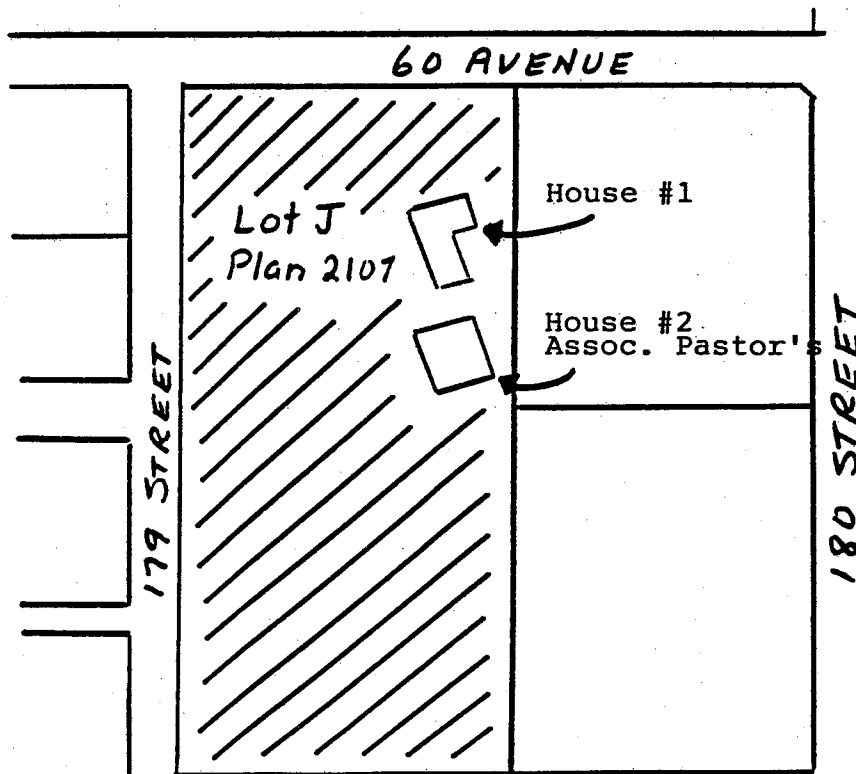 60 AVENUE
House #1
Lot J
Plan 2107
House #2
Assoc. Pastor's
179 STREET
180 STREET